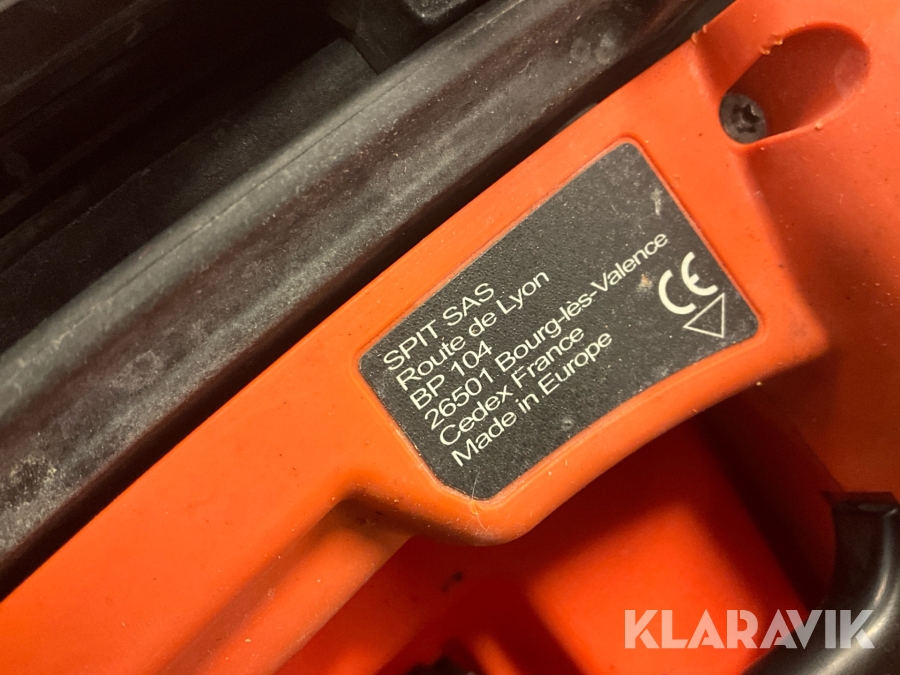 SPIT SAS
Route de Lyon
BP 104
26501 Bourg-lès-Valence
Cedex France
Made in Europe
CE
KLARAVIK